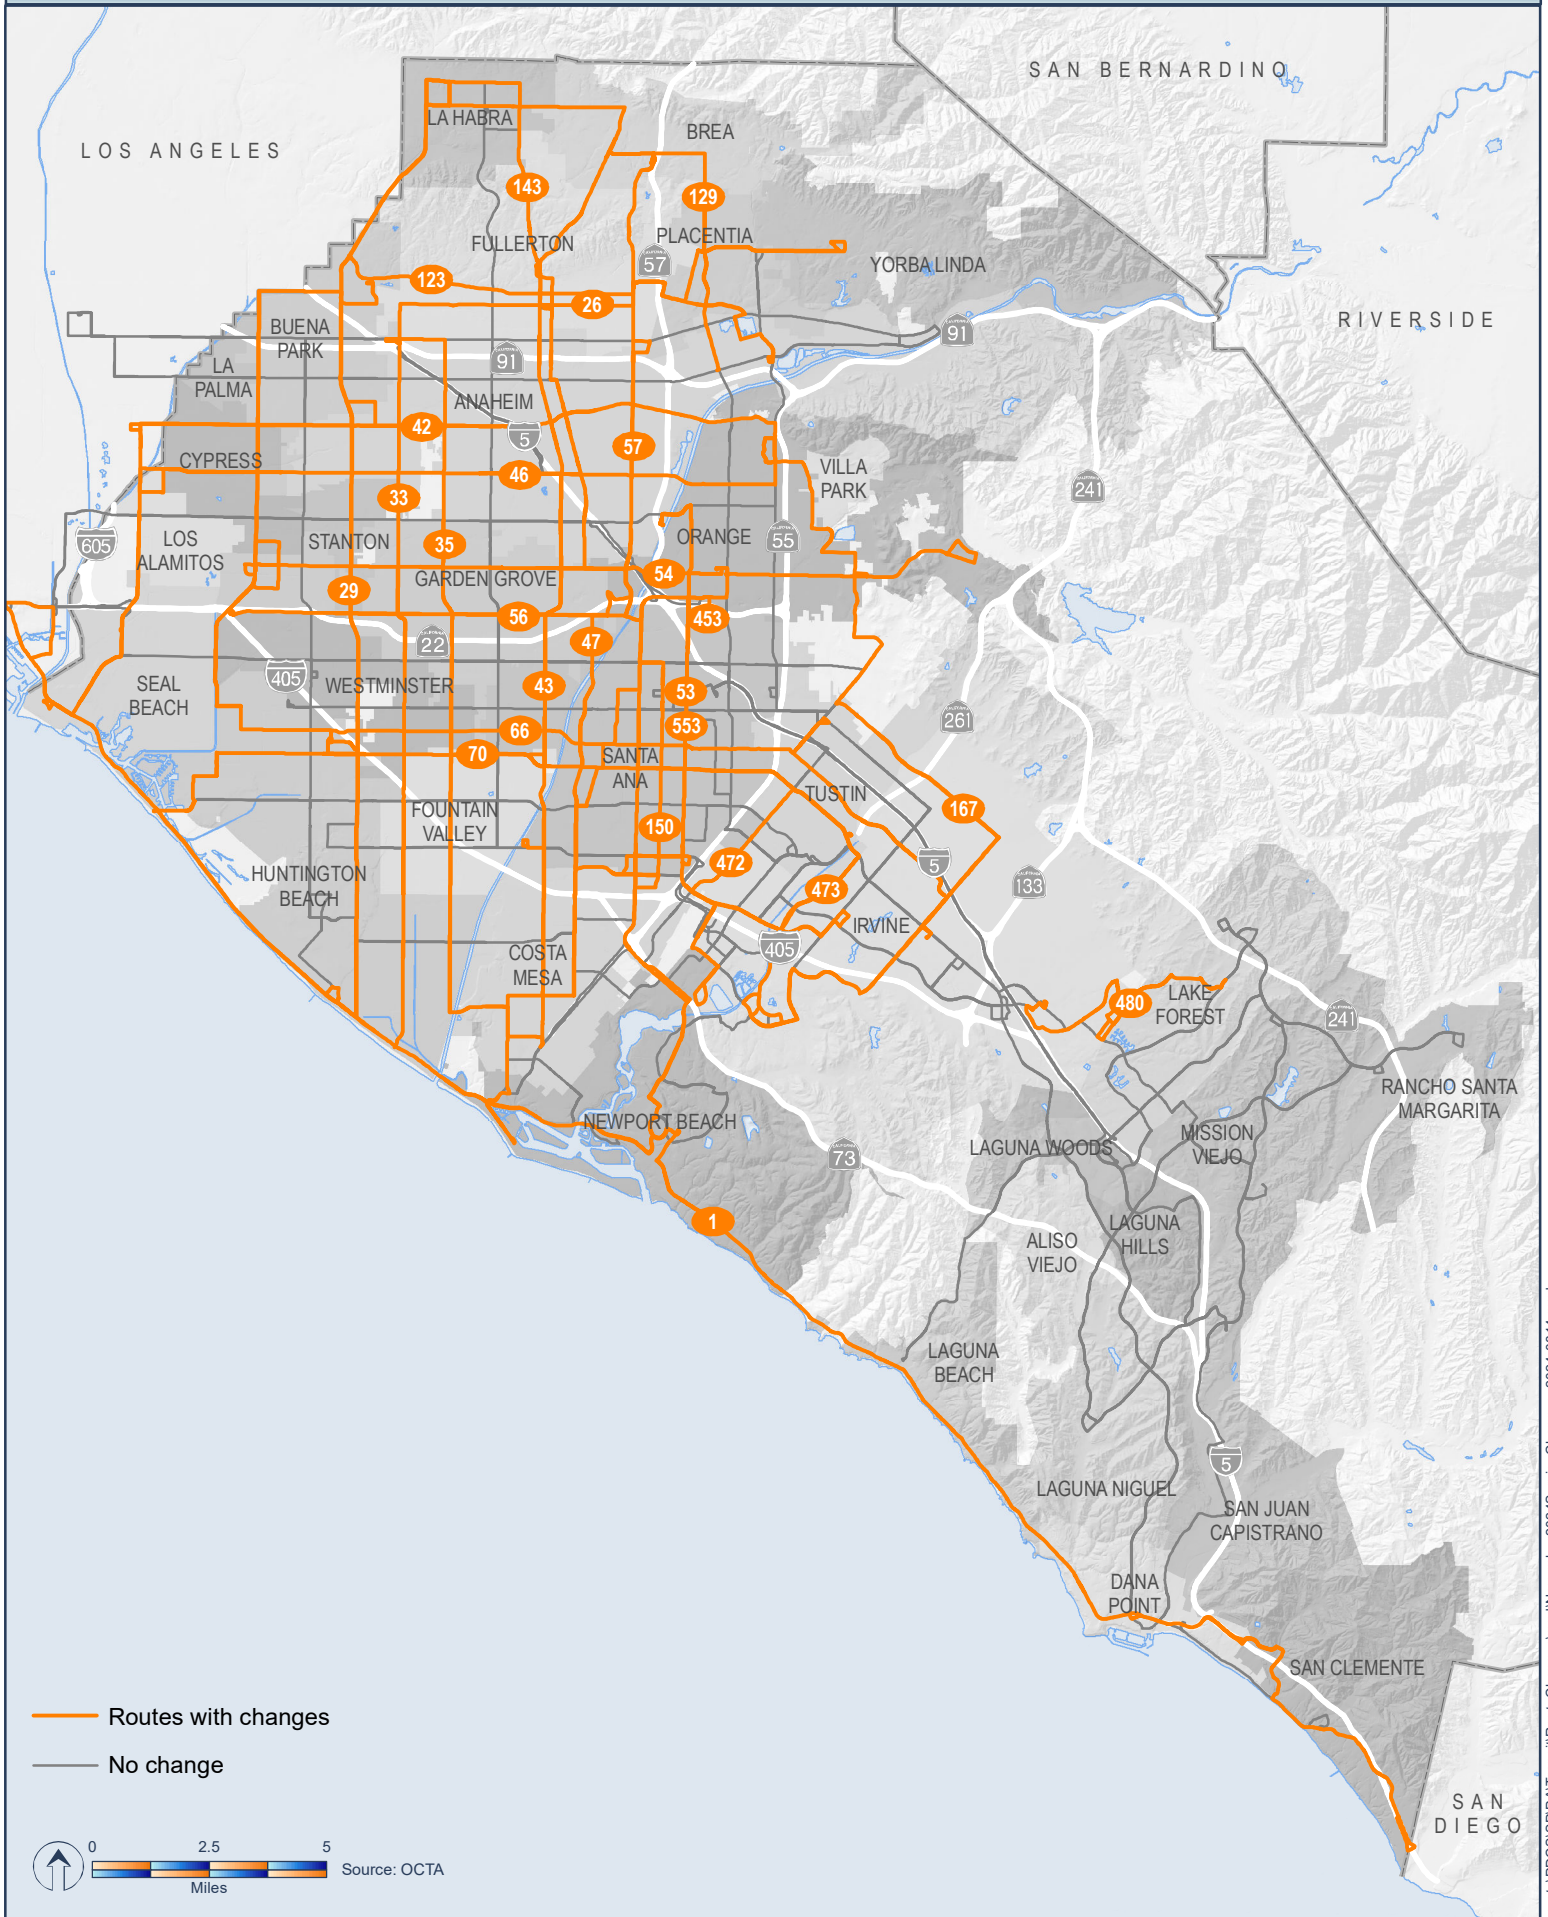 SAN BERNARDINO
LOS ANGELES
LA HABRA
BREA
143
129
FULLERTON
PLACENTIA
57
YORBA LINDA
123
26
BUENA
PARK
91
91
RIVERSIDE
LA
PALMA
ANAHEIM
42
5
57
CYPRESS
46
VILLA
PARK
33
241
605
LOS
ALAMITOS
STANTON
35
ORANGE
55
GARDEN GROVE
54
29
56
453
22
47
405
WESTMINSTER
43
53
SEAL
BEACH
66
553
261
70
SANTA
ANA
TUSTIN
167
FOUNTAIN
VALLEY
150
472
5
HUNTINGTON
BEACH
473
133
IRVINE
405
COSTA
MESA
480
LAKE
FOREST
241
RANCHO SANTA
MARGARITA
NEWPORT BEACH
73
LAGUNA WOODS
MISSION
VIEJO
1
LAGUNA
HILLS
ALISO
VIEJO
LAGUNA
BEACH
5
LAGUNA NIGUEL
SAN JUAN
CAPISTRANO
DANA
POINT
SAN CLEMENTE
Routes with changes
No change
SAN
DIEGO
0 2.5 5
Miles
Source: OCTA